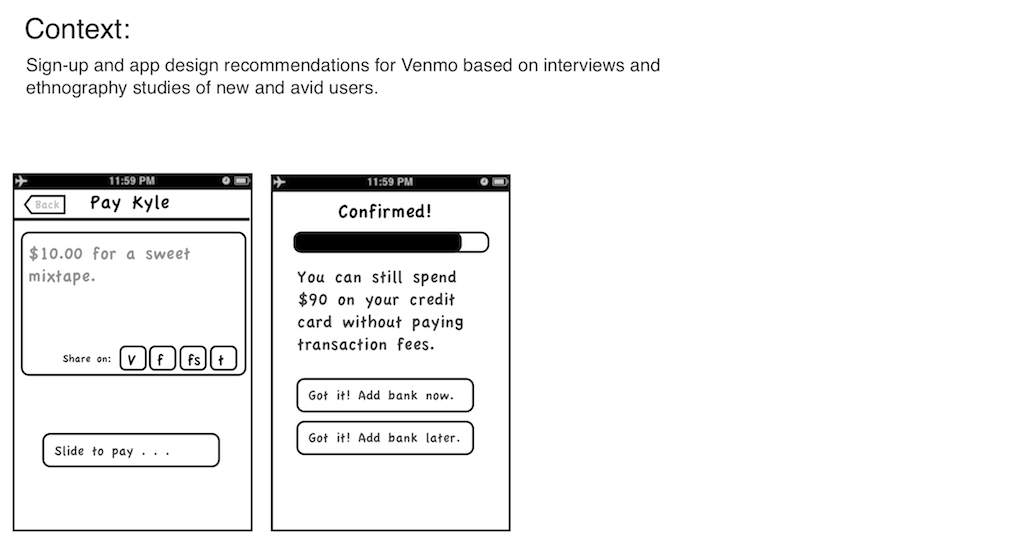 Context:
Sign-up and app design recommendations for Venmo based on interviews and
ethnography studies of new and avid users.
11:59 PM
Back
Pay Kyle
$10.00 for a sweet
mixtape.
Share on: V f fs t
Slide to pay . . .
11:59 PM
Confirmed!
You can still spend
$90 on your credit
card without paying
transaction fees.
Got it! Add bank now.
Got it! Add bank later.